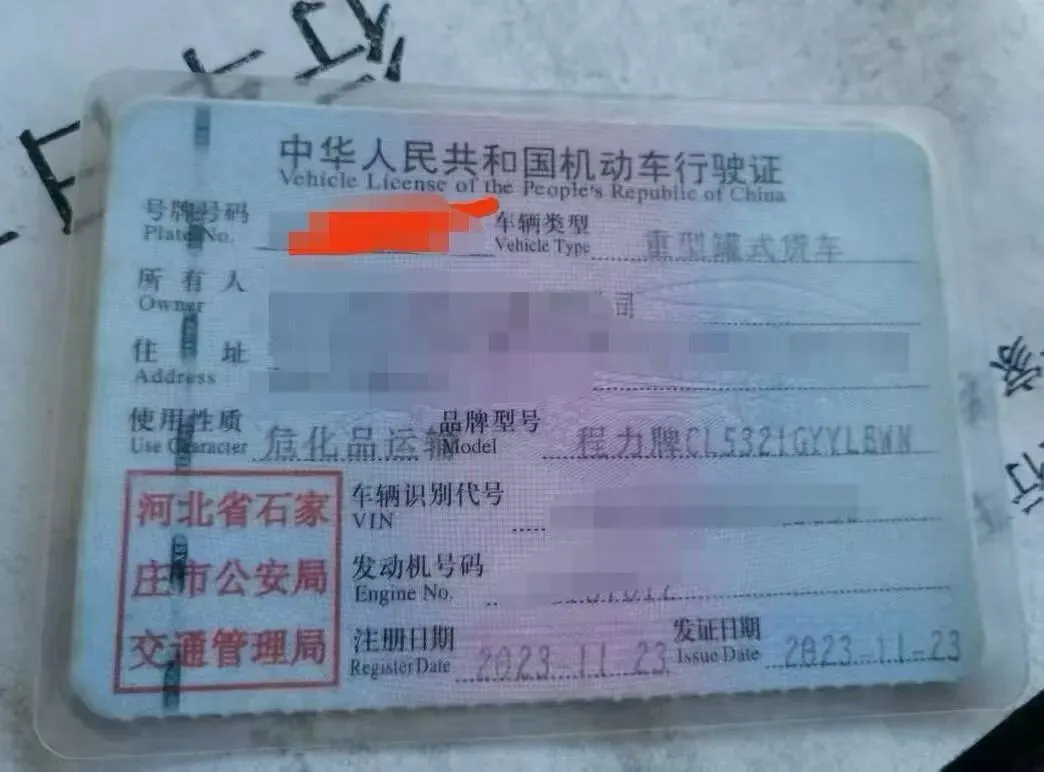 中华人民共和国机动车行驶证
Vehicle License of the People's Republic of China
号牌号码
Plate No.
车辆类型
Vehicle Type
重型罐式货车
所有人
Owner
司
住址
Address
使用性质
Use Character
危化品运输
品牌型号
Model
程力牌CL5321GYYLBWN
河北省石家
庄市公安局
交通管理局
车辆识别代号
VIN
发动机号码
Engine No.
注册日期
Register Date
2023-11-23
发证日期
Issue Date
2023-11-23